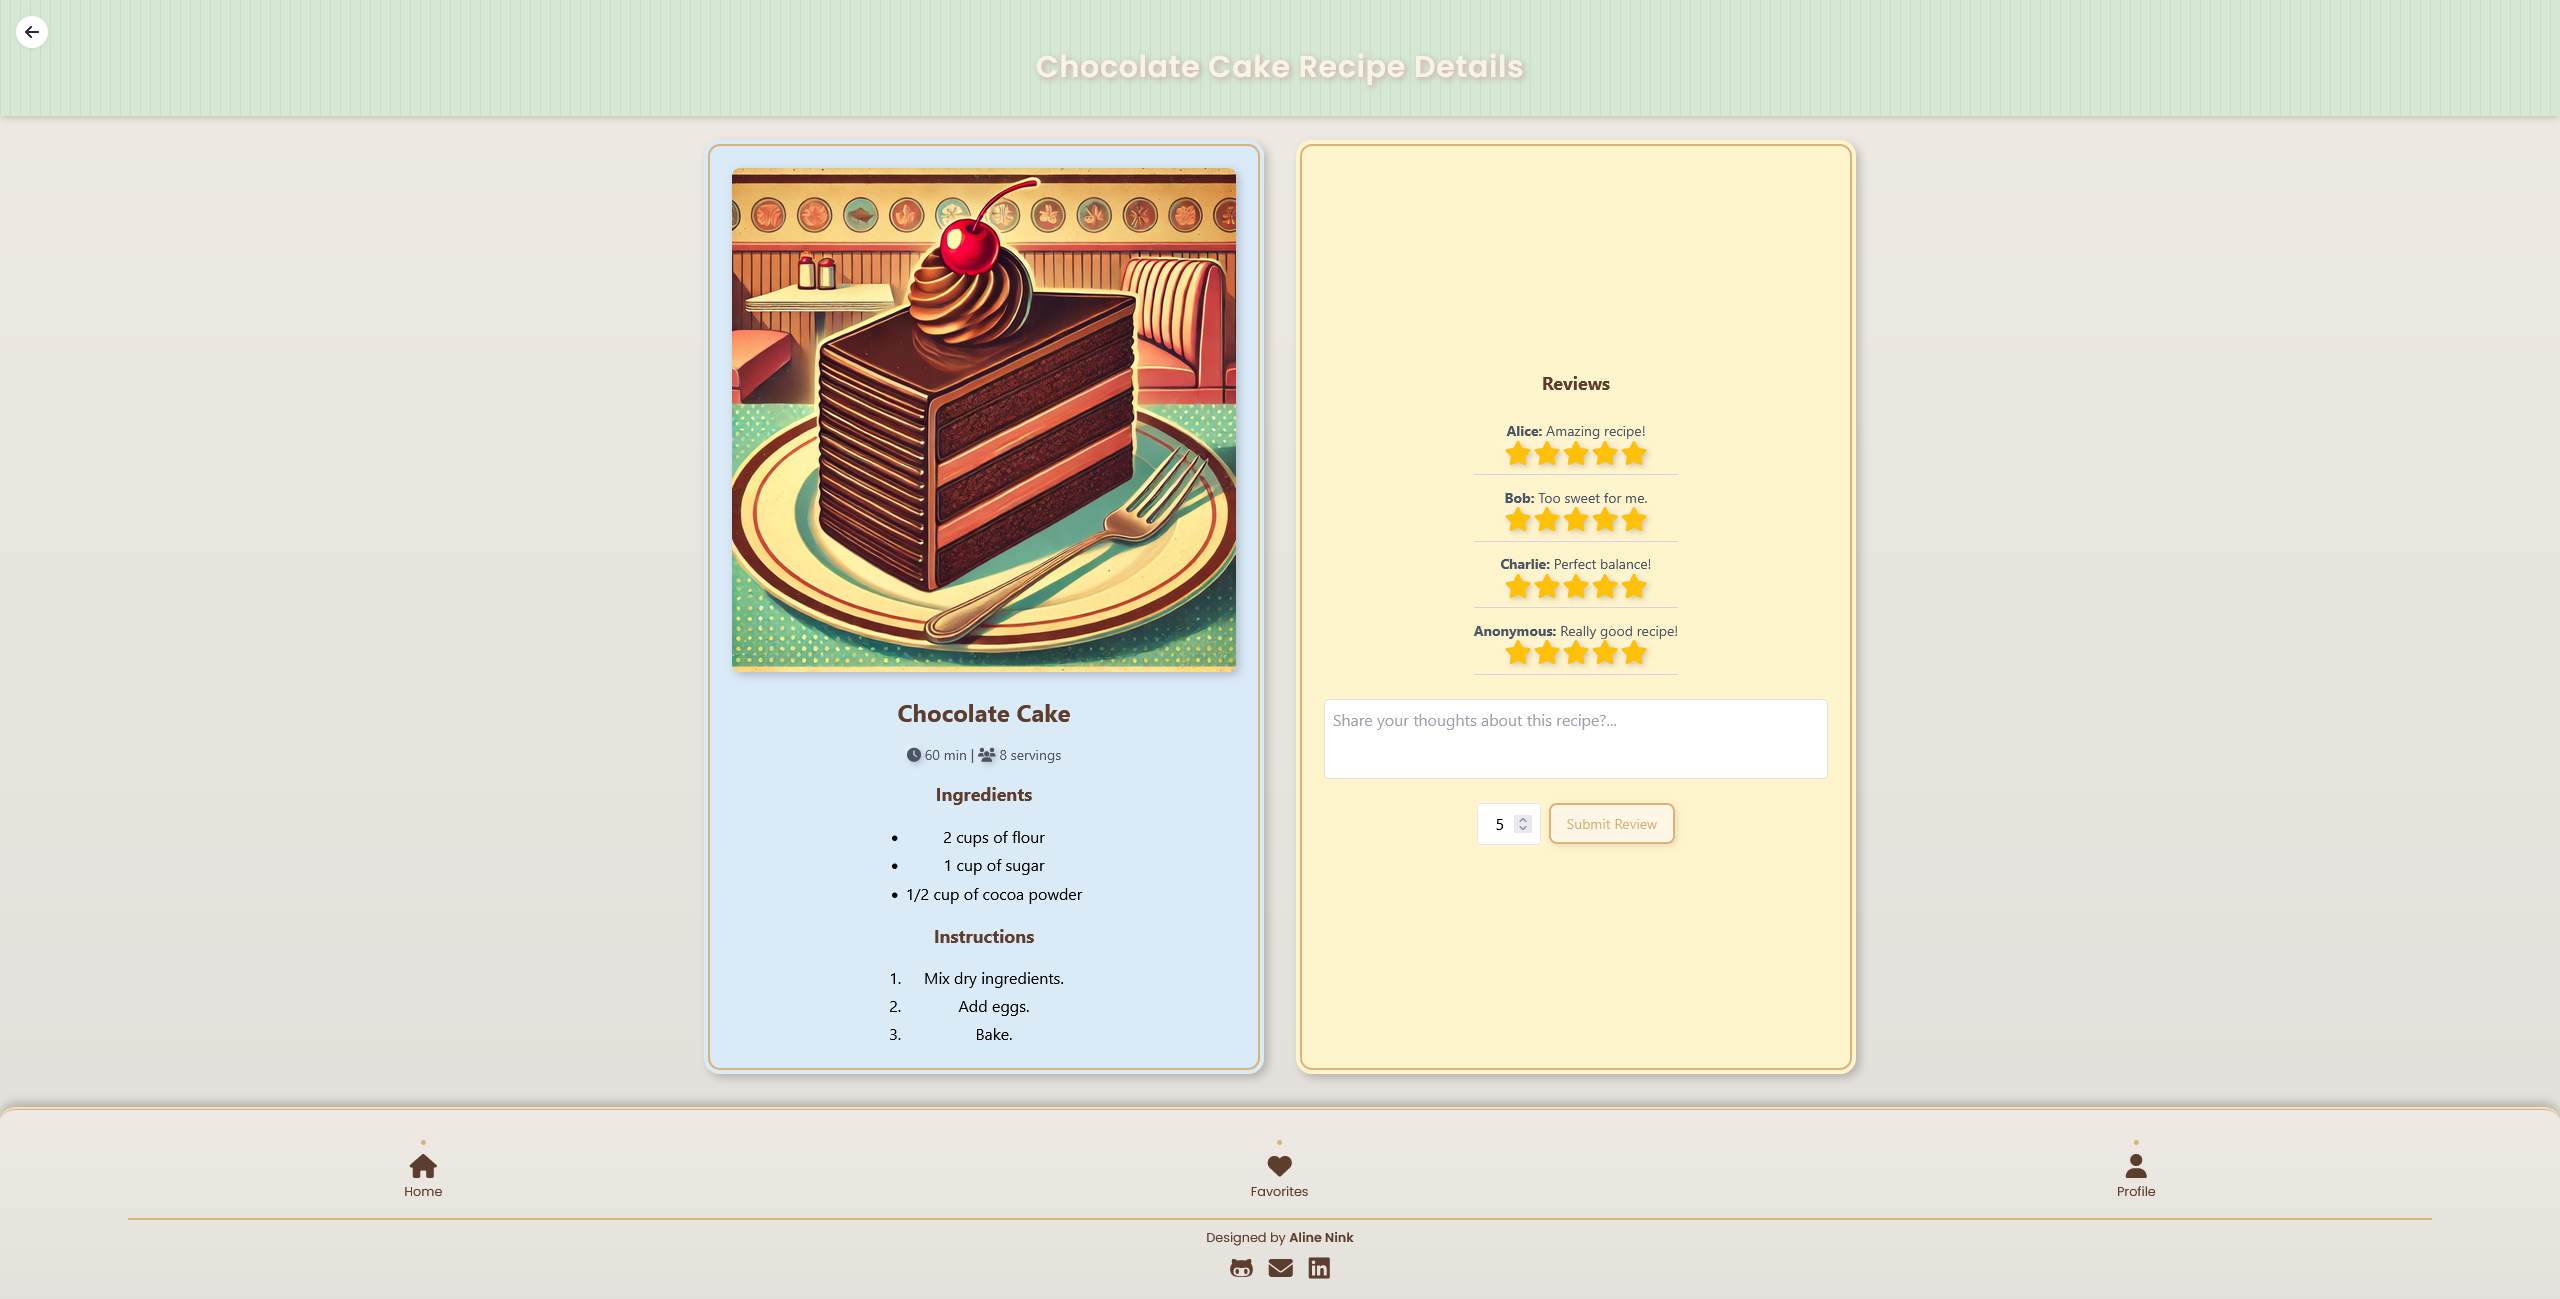 Chocolate Cake Recipe Details
Chocolate Cake
60 min | 8 servings
Ingredients
• 2 cups of flour
• 1 cup of sugar
• 1/2 cup of cocoa powder
Instructions
1. Mix dry ingredients.
2. Add eggs.
3. Bake.
Reviews
Alice: Amazing recipe!
Bob: Too sweet for me.
Charlie: Perfect balance!
Anonymous: Really good recipe!
Share your thoughts about this recipe?...
5 Submit Review
Home Favorites Profile
Designed by Aline Nink
in